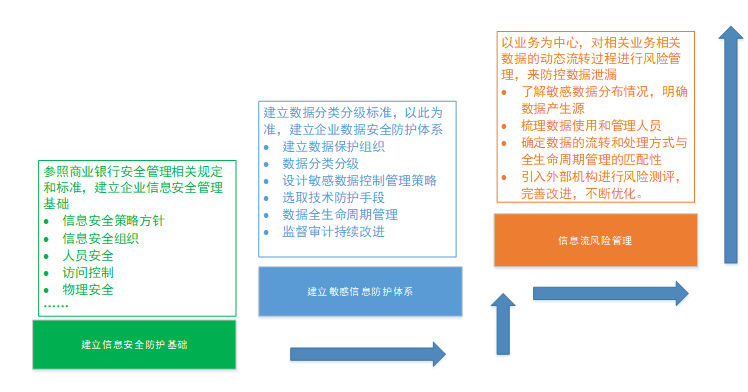 参照商业银行安全管理相关规定
和标准，建立企业信息安全管理
基础
● 信息安全策略方针
● 信息安全组织
● 人员安全
● 访问控制
● 物理安全
……
建立信息安全防护基础
建立数据分类分级标准，以此为
准，建立企业数据安全防护体系
● 建立数据保护组织
● 数据分类分级
● 设计敏感数据控制管理策略
● 选取技术防护手段
● 数据全生命周期管理
● 监督审计持续改进
建立敏感信息防护体系
以业务为中心，对相关业务相关
数据的动态流转过程进行风险管
理，来防控数据泄漏
● 了解敏感数据分布情况，明确
数据产生源
● 梳理数据使用和管理人员
● 确定数据的流转和处理方式与
全生命周期管理的匹配性
● 引入外部机构进行风险测评，
完善改进，不断优化。
信息流风险管理